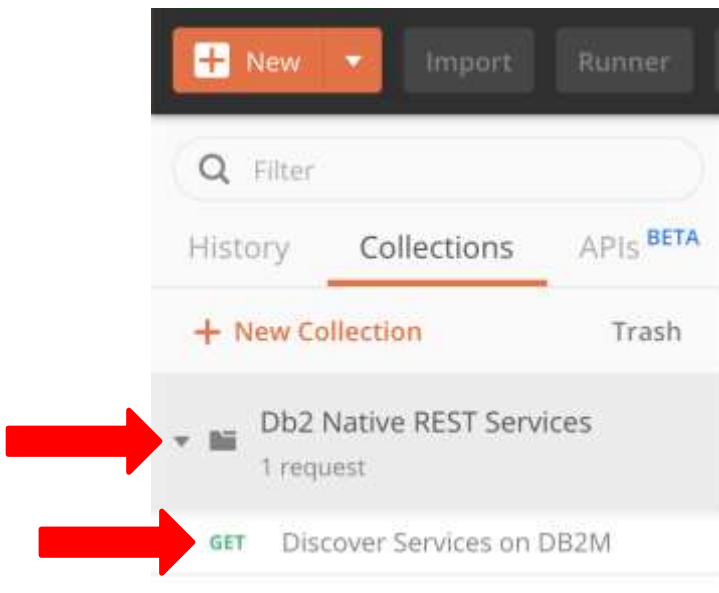 New Import Runner
Filter
History Collections APIs BETA
+ New Collection Trash
Db2 Native REST Services
1 request
GET Discover Services on DB2M